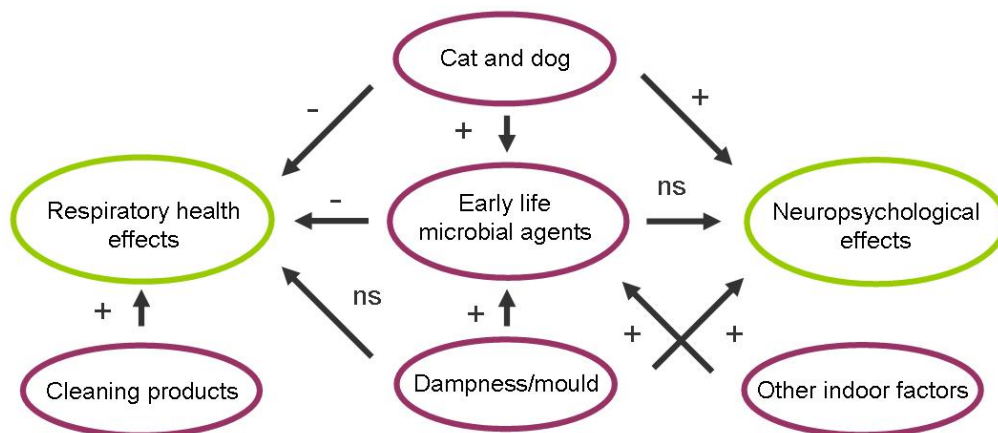 Cat and dog
-
+
+
Respiratory health
effects
-
Early life
microbial agents
ns
Neuropsychological
effects
ns
+
+
+
+
Cleaning products
Dampness/mould
Other indoor factors